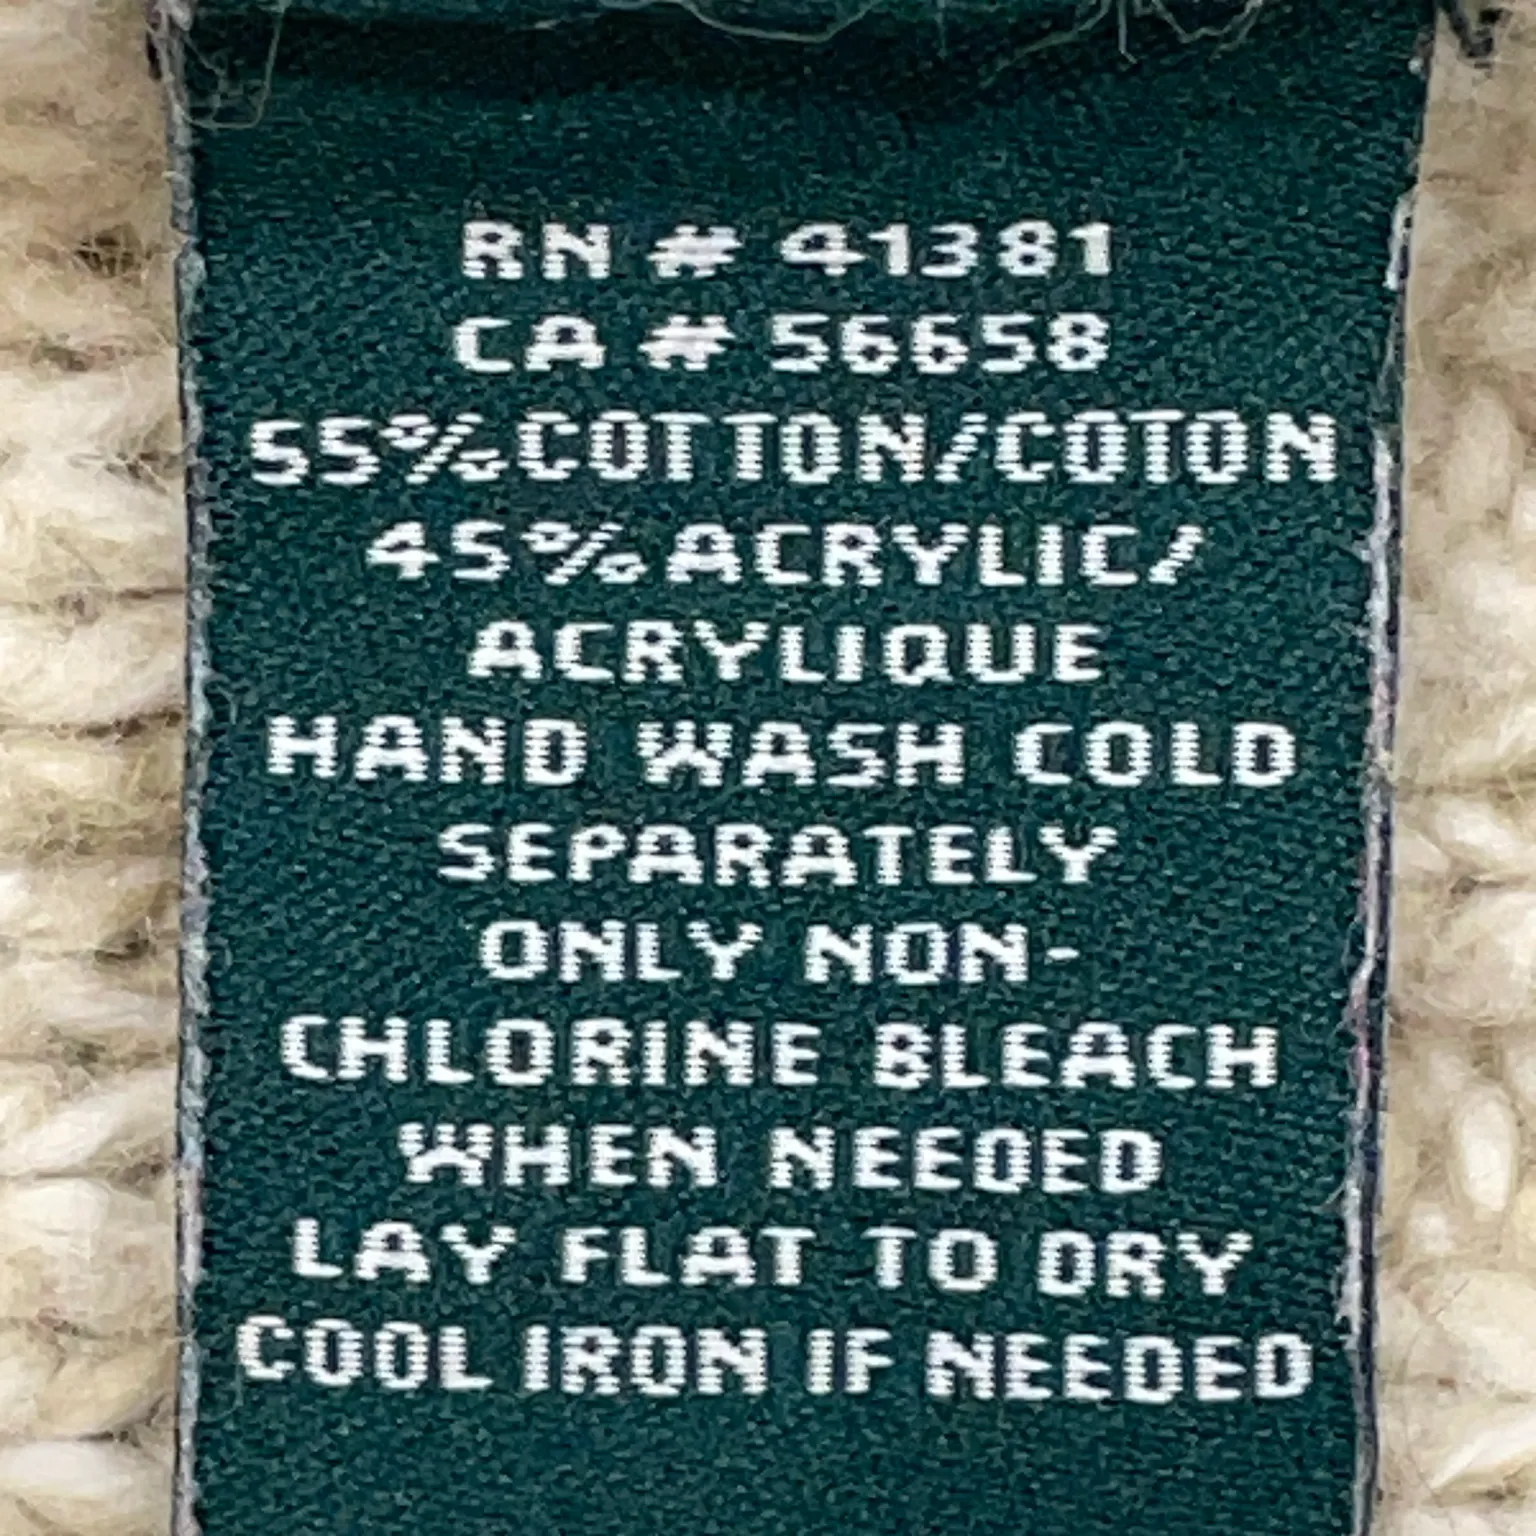 RN # 41381
CA # 56658
55%COTTON/COTON
45%ACRYLIC/
ACRYLIQUE
HAND WASH COLD
SEPARATELY
ONLY NON-
CHLORINE BLEACH
WHEN NEEDED
LAY FLAT TO DRY
COOL IRON IF NEEDED